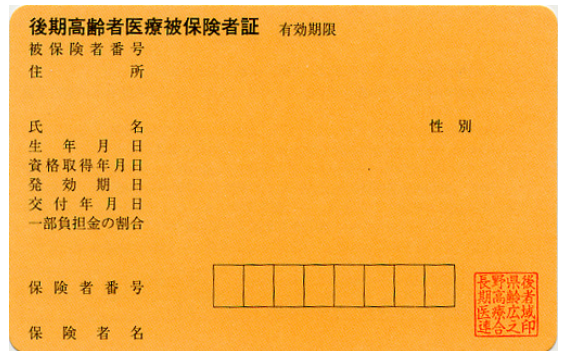 後期高齢者医療被保険者証 有効期限
被保険者番号
住所
氏名 性別
生年月日
資格取得年月日
発効期日
交付年月日
一部負担金の割合
保険者番号
保険者名
長野県後
期高齢者
医療広域
連合之印